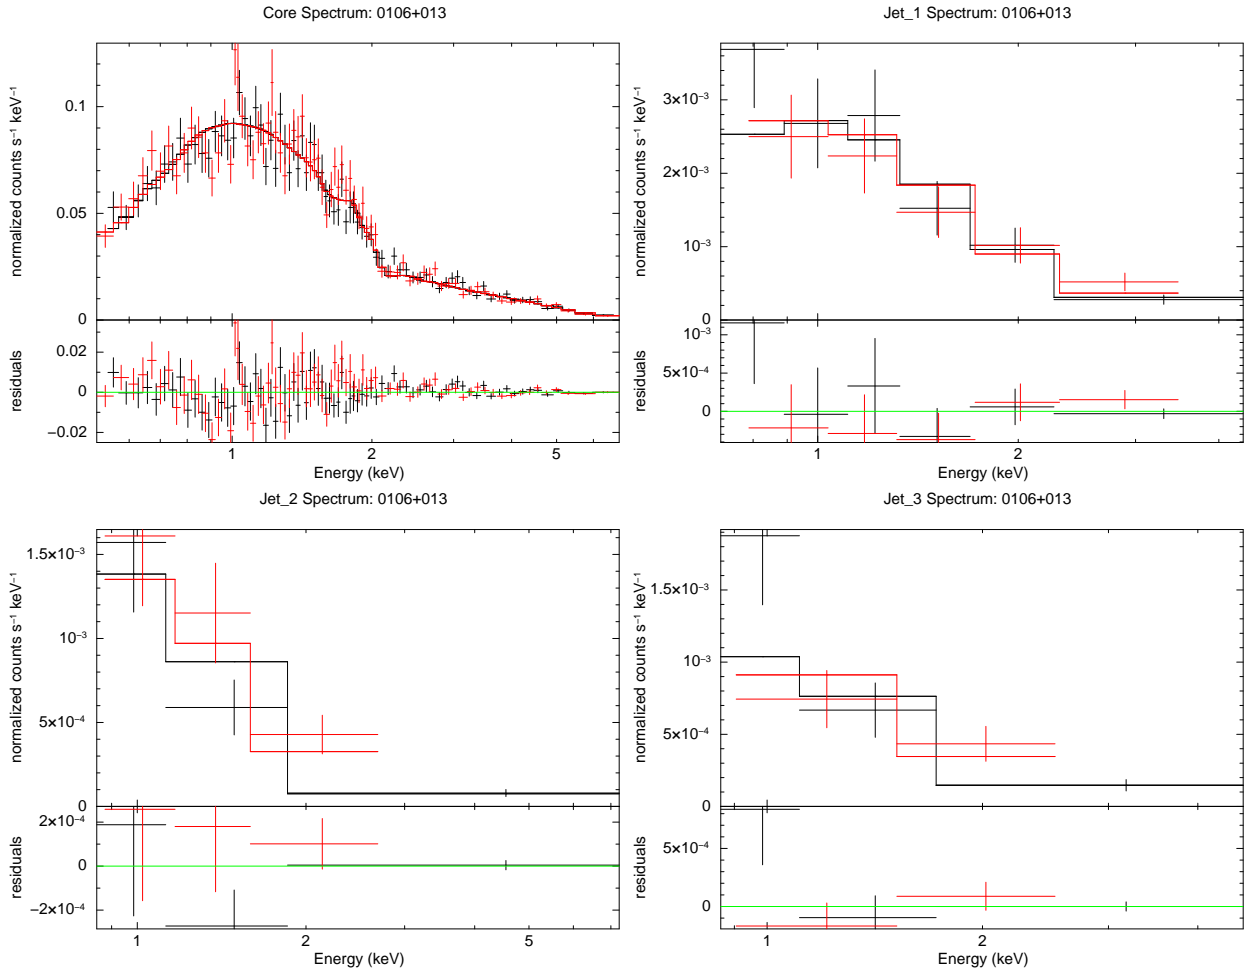 Core Spectrum: 0106+013
normalized counts s⁻¹ keV⁻¹
0.1
0.05
0
residuals
0.02
0
−0.02
1
2
5
Energy (keV)
Jet_1 Spectrum: 0106+013
normalized counts s⁻¹ keV⁻¹
3×10⁻³
2×10⁻³
10⁻³
0
residuals
10⁻³
5×10⁻⁴
0
1
2
Energy (keV)
Jet_2 Spectrum: 0106+013
normalized counts s⁻¹ keV⁻¹
1.5×10⁻³
10⁻³
5×10⁻⁴
0
residuals
2×10⁻⁴
0
−2×10⁻⁴
1
2
5
Energy (keV)
Jet_3 Spectrum: 0106+013
normalized counts s⁻¹ keV⁻¹
1.5×10⁻³
10⁻³
5×10⁻⁴
0
residuals
5×10⁻⁴
0
1
2
Energy (keV)